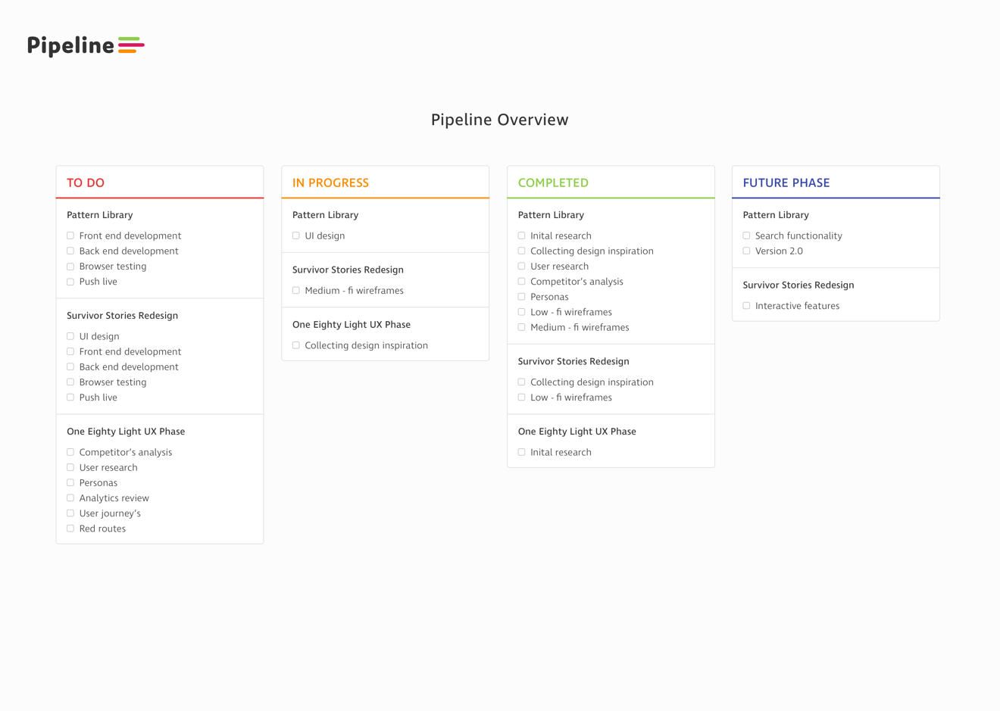 Pipeline
Pipeline Overview
TO DO
Pattern Library
Front end development
Back end development
Browser testing
Push live
Survivor Stories Redesign
UI design
Front end development
Back end development
Browser testing
Push live
One Eighty Light UX Phase
Competitor’s analysis
User research
Personas
Analytics review
User journey’s
Red routes
IN PROGRESS
Pattern Library
UI design
Survivor Stories Redesign
Medium - fi wireframes
One Eighty Light UX Phase
Collecting design inspiration
COMPLETED
Pattern Library
Inital research
Collecting design inspiration
User research
Competitor’s analysis
Personas
Low - fi wireframes
Medium - fi wireframes
Survivor Stories Redesign
Collecting design inspiration
Low - fi wireframes
One Eighty Light UX Phase
Inital research
FUTURE PHASE
Pattern Library
Search functionality
Version 2.0
Survivor Stories Redesign
Interactive features